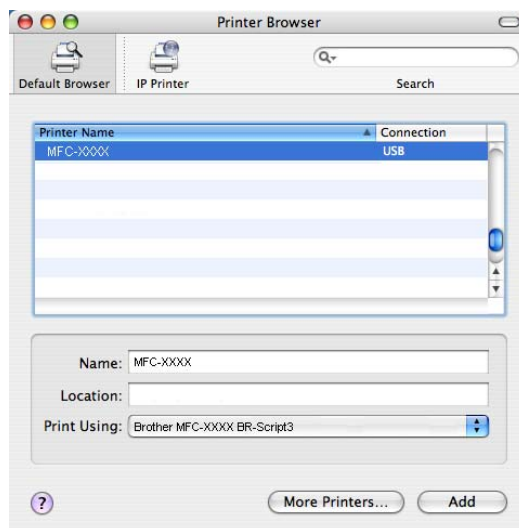 Printer Browser
Default Browser
IP Printer
Search
Printer Name
Connection
MFC-XXXX
USB
Name: MFC-XXXX
Location:
Print Using: Brother MFC-XXXX BR-Script3
?
More Printers...
Add